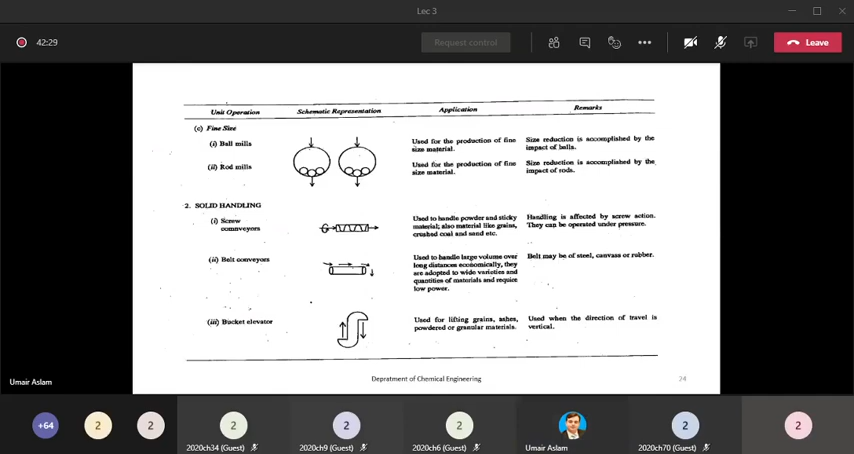 Lec 3
42:29
Request control
Leave
Unit Operation Schematic Representation Application Remarks
(c) Fine Size
(i) Ball mills
Used for the production of fine
size material.
Size reduction is accomplished by the
impact of balls.
(ii) Rod mills
Used for the production of fine
size material.
Size reduction is accomplished by the
impact of rods.
2. SOLID HANDLING
(i) Screw
comnveyors
Used to handle powder and sticky
material; also material like grains,
crushed coal and sand etc.
Handling is affected by screw action.
They can be operated under pressure.
(ii) Belt conveyors
Used to handle large volume over
long distances economically, they
are adopted to wide varieties and
quantities of materials and require
low power.
Belt may be of steel, canvass or rubber.
(iii) Bucket elevator
Used for lifting grains, ashes,
powdered or granular materials.
Used when the direction of travel is
vertical.
Depratment of Chemical Engineering
24
Umair Aslam
+64
2
2
2
2
2
2
2
2020ch34 (Guest)
2020ch9 (Guest)
2020ch6 (Guest)
Umair Aslam
2020ch70 (Guest)